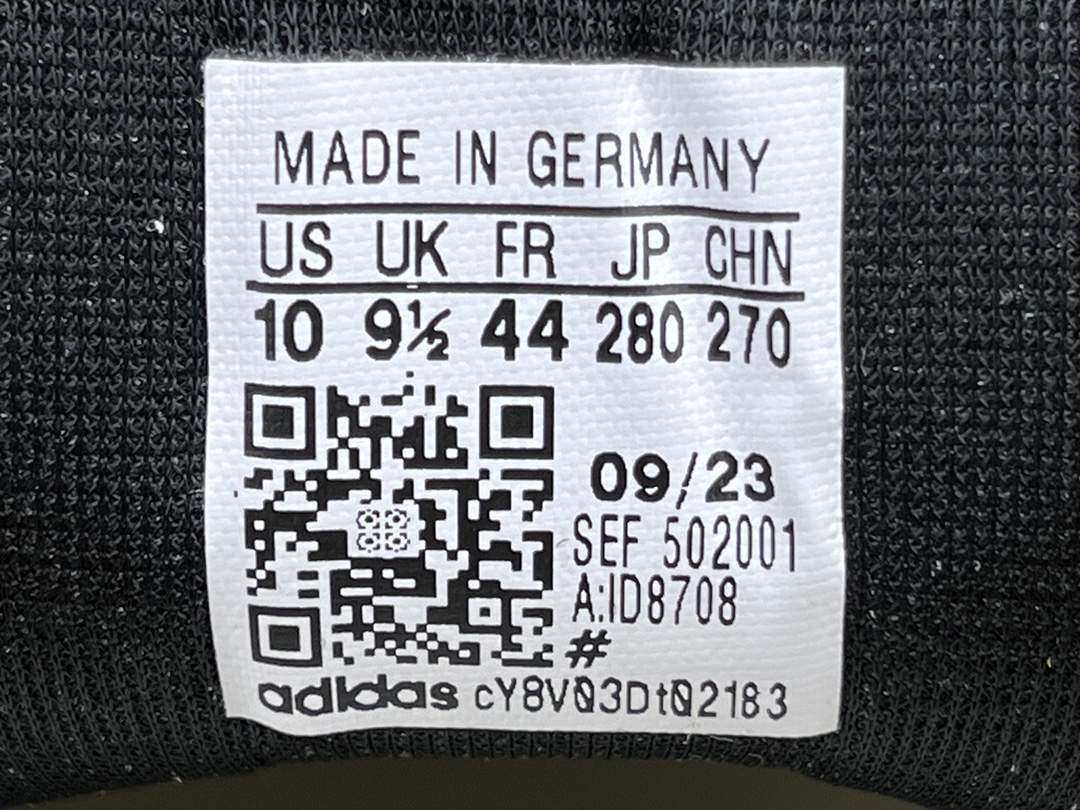 MADE IN GERMANY
US UK FR JP CHN
10 9½ 44 280 270
09/23
SEF 502001
A:ID8708
#
adidas cY8V03Dt02183